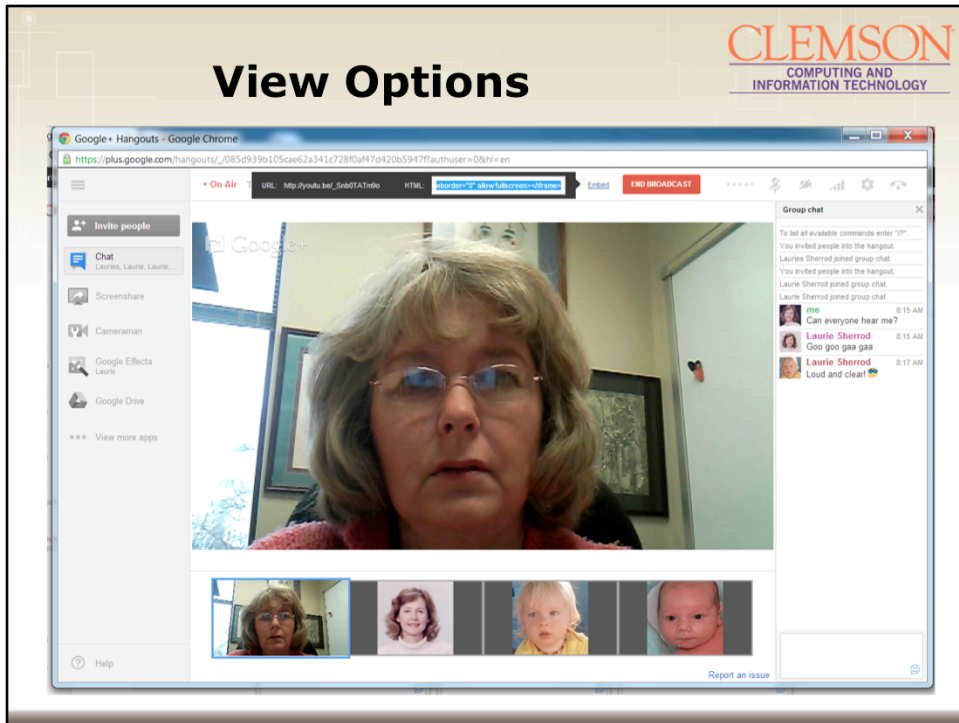 View Options
CLEMSON
COMPUTING AND
INFORMATION TECHNOLOGY
Google+ Hangouts - Google Chrome
https://plus.google.com/hangouts/_/085d939b105cae62a341c728f0af47d420b5947f?authuser=0&hl=en
On Air
URL: http://youtu.be/_Snb0TATm9o HTML: eborder="0" allowfullscreen></iframe> Embed END BROADCAST
Invite people
Chat
Lauries, Laurie, Laurie,...
Screenshare
Cameraman
Google Effects
Laurie
Google Drive
View more apps
Help
Google+
Report an issue
Group chat
To list all available commands enter "/?".
You invited people into the hangout.
Lauries Sherrod joined group chat.
You invited people into the hangout.
Laurie Sherrod joined group chat.
Laurie Sherrod joined group chat.
me 8:15 AM
Can everyone hear me?
Laurie Sherrod 8:15 AM
Goo goo gaa gaa
Laurie Sherrod 8:17 AM
Loud and clear!